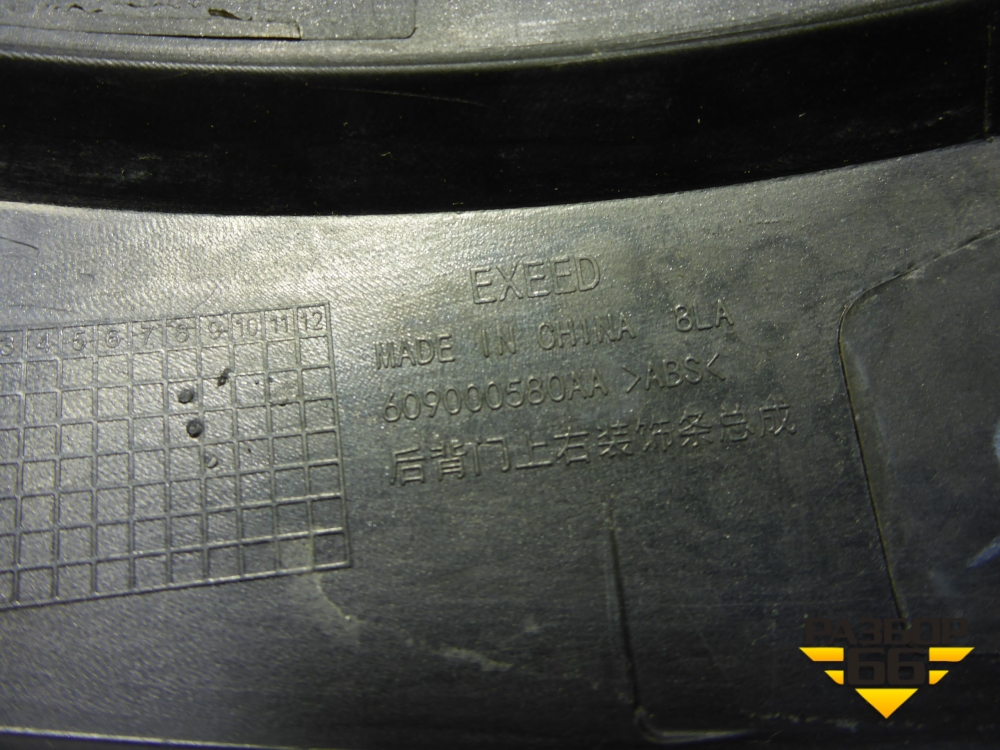 EXEED
MADE IN CHINA 8LA
609000580AA >ABS<
后背门上右装饰条总成
3 4 5 6 7 8 9 10 11 12
РАЗБОР
66